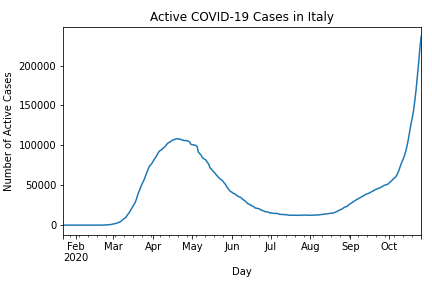 Active COVID-19 Cases in Italy
Number of Active Cases
200000
150000
100000
50000
0
Feb Mar Apr May Jun Jul Aug Sep Oct
2020
Day